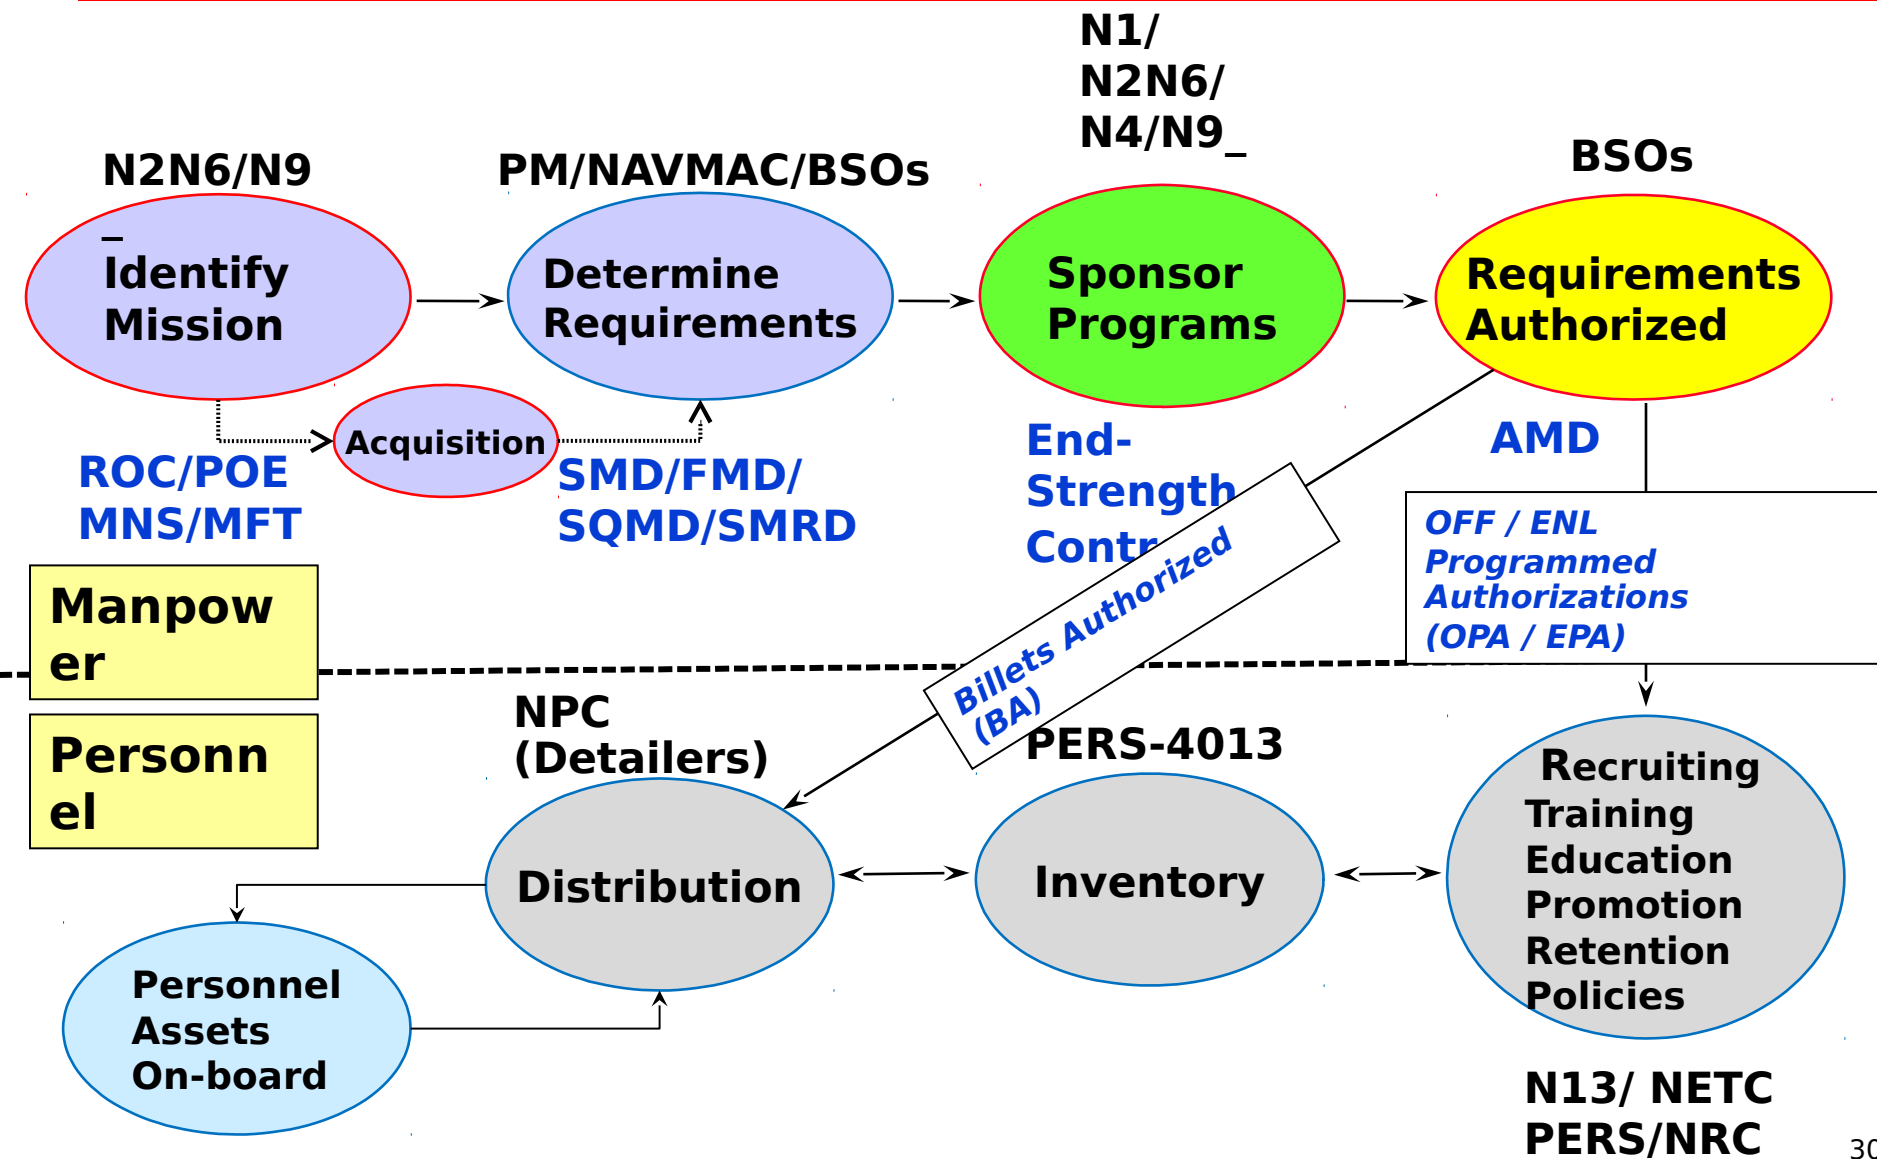 N1/
N2N6/
N4/N9_
N2N6/N9
_
PM/NAVMAC/BSOs
BSOs
Identify
Mission
Determine
Requirements
Sponsor
Programs
Requirements
Authorized
Acquisition
ROC/POE
MNS/MFT
SMD/FMD/
SQMD/SMRD
End-
Strength
Contr
AMD
OFF / ENL
Programmed
Authorizations
(OPA / EPA)
Billets Authorized
(BA)
Manpow
er
Personn
el
NPC
(Detailers)
PERS-4013
Distribution
Inventory
Recruiting
Training
Education
Promotion
Retention
Policies
Personnel
Assets
On-board
N13/ NETC
PERS/NRC
30